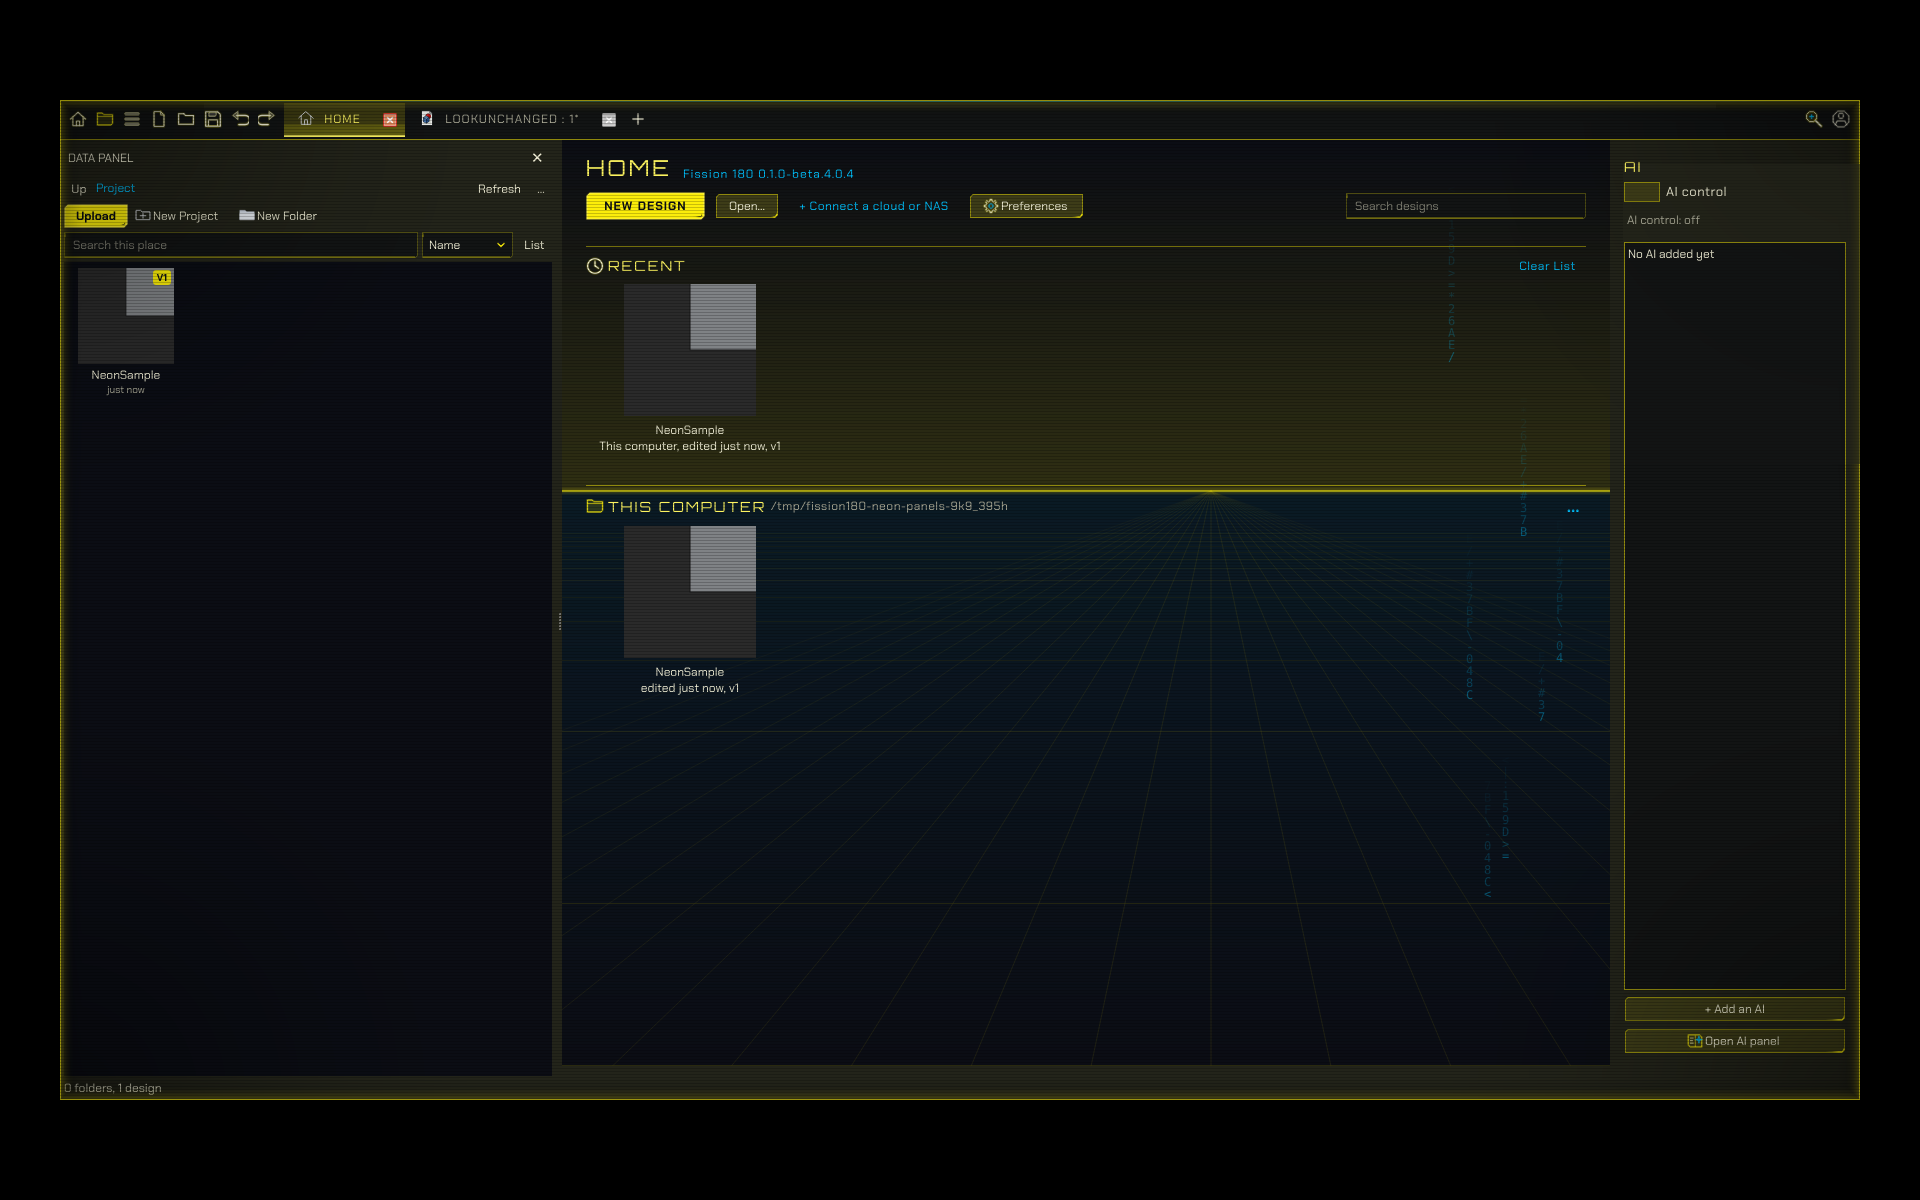 HOME
LOOKUNCHANGED : 1*
DATA PANEL
Up Project Refresh ...
Upload New Project New Folder
Search this place Name List
V1
NeonSample
just now
0 folders, 1 design
HOME Fission 180 0.1.0-beta.4.0.4
NEW DESIGN Open... + Connect a cloud or NAS Preferences Search designs
RECENT Clear List
NeonSample
This computer, edited just now, v1
THIS COMPUTER /tmp/fission180-neon-panels-9k9_395h ...
NeonSample
edited just now, v1
AI
AI control
AI control: off
No AI added yet
+ Add an AI
Open AI panel